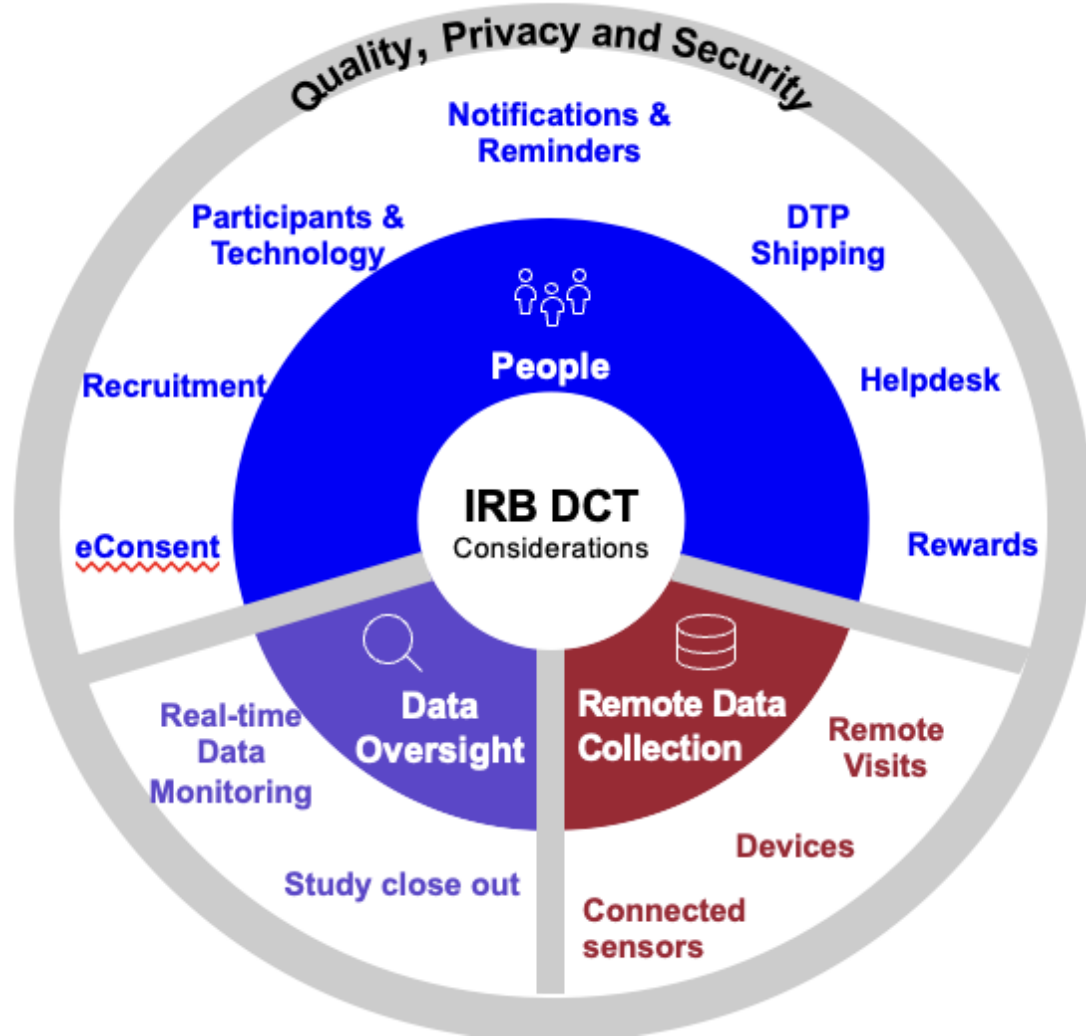 Quality, Privacy and Security
Notifications &
Reminders
Participants &
Technology
DTP
Shipping
People
Recruitment
Helpdesk
IRB DCT
Considerations
eConsent
Rewards
Data
Oversight
Remote Data
Collection
Real-time
Data
Monitoring
Remote
Visits
Study close out
Devices
Connected
sensors